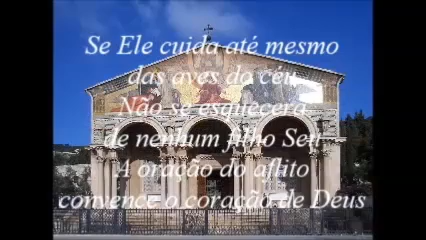 Se Ele cuida até mesmo
das aves do céu
Não se esquecerá
de nenhum filho Seu
A oração do aflito
convence o coração de Deus